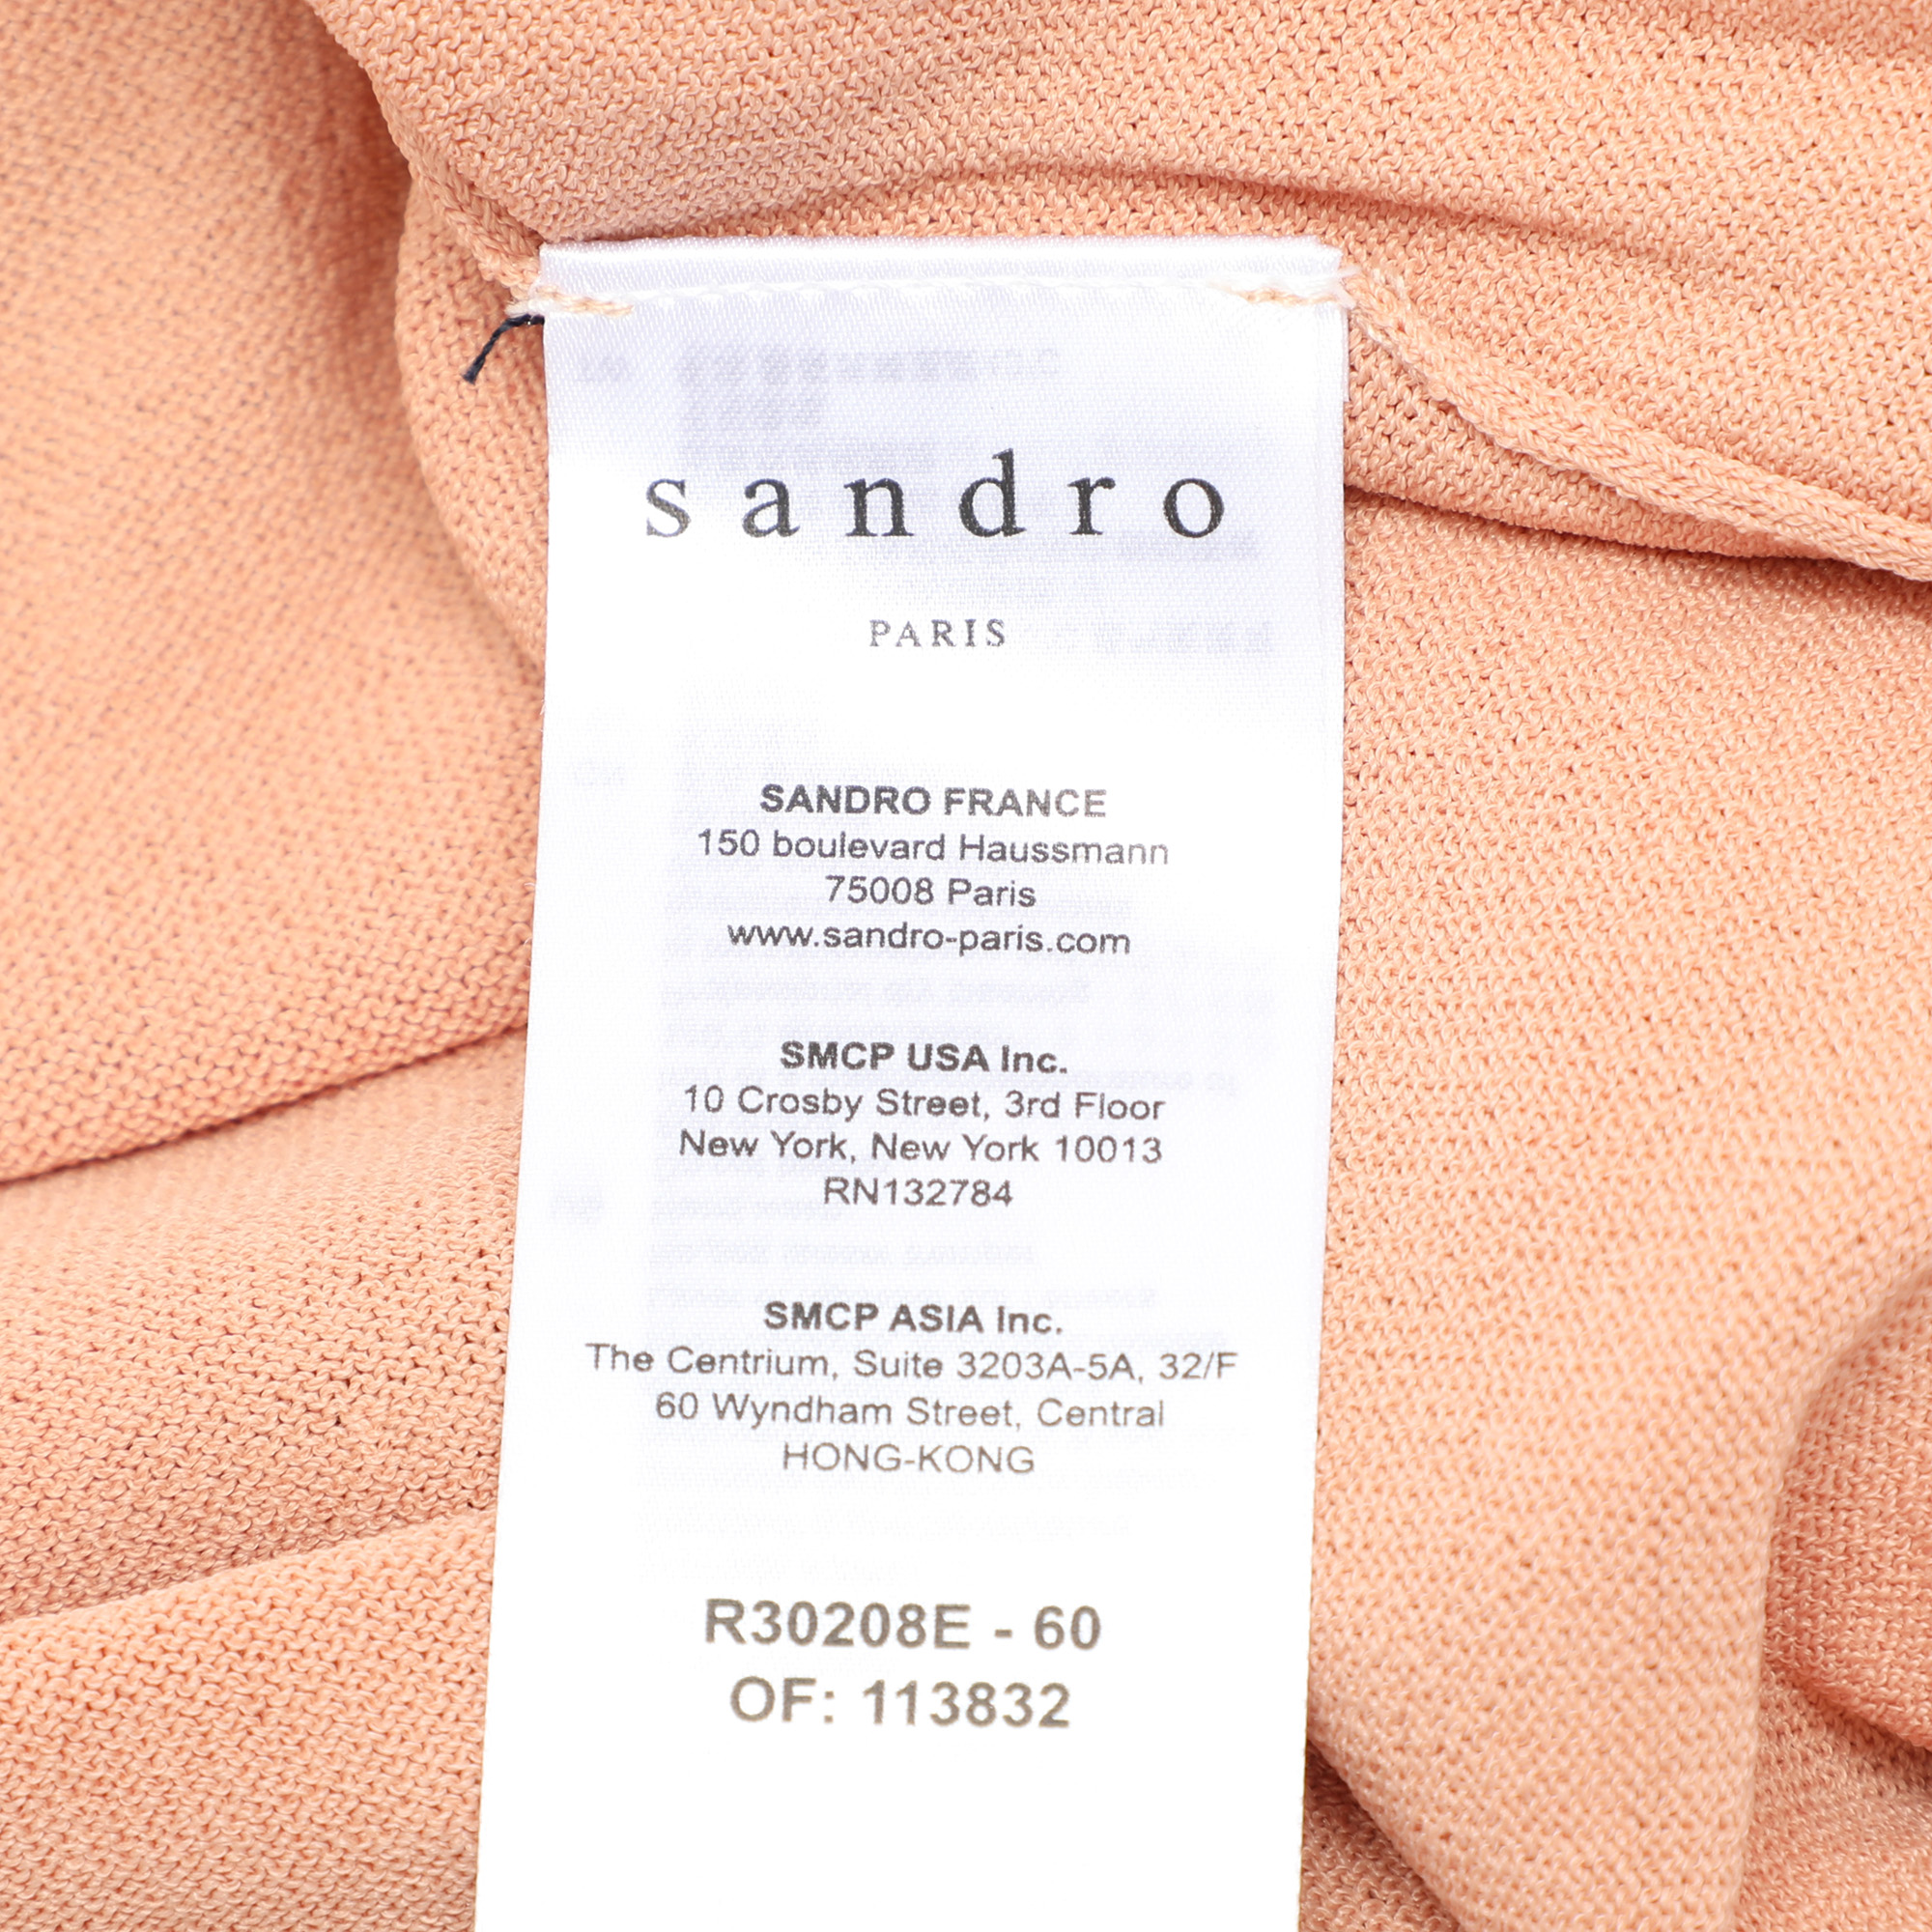 sandro
PARIS
SANDRO FRANCE
150 boulevard Haussmann
75008 Paris
www.sandro-paris.com
SMCP USA Inc.
10 Crosby Street, 3rd Floor
New York, New York 10013
RN132784
SMCP ASIA Inc.
The Centrium, Suite 3203A-5A, 32/F
60 Wyndham Street, Central
HONG-KONG
R30208E - 60
OF: 113832